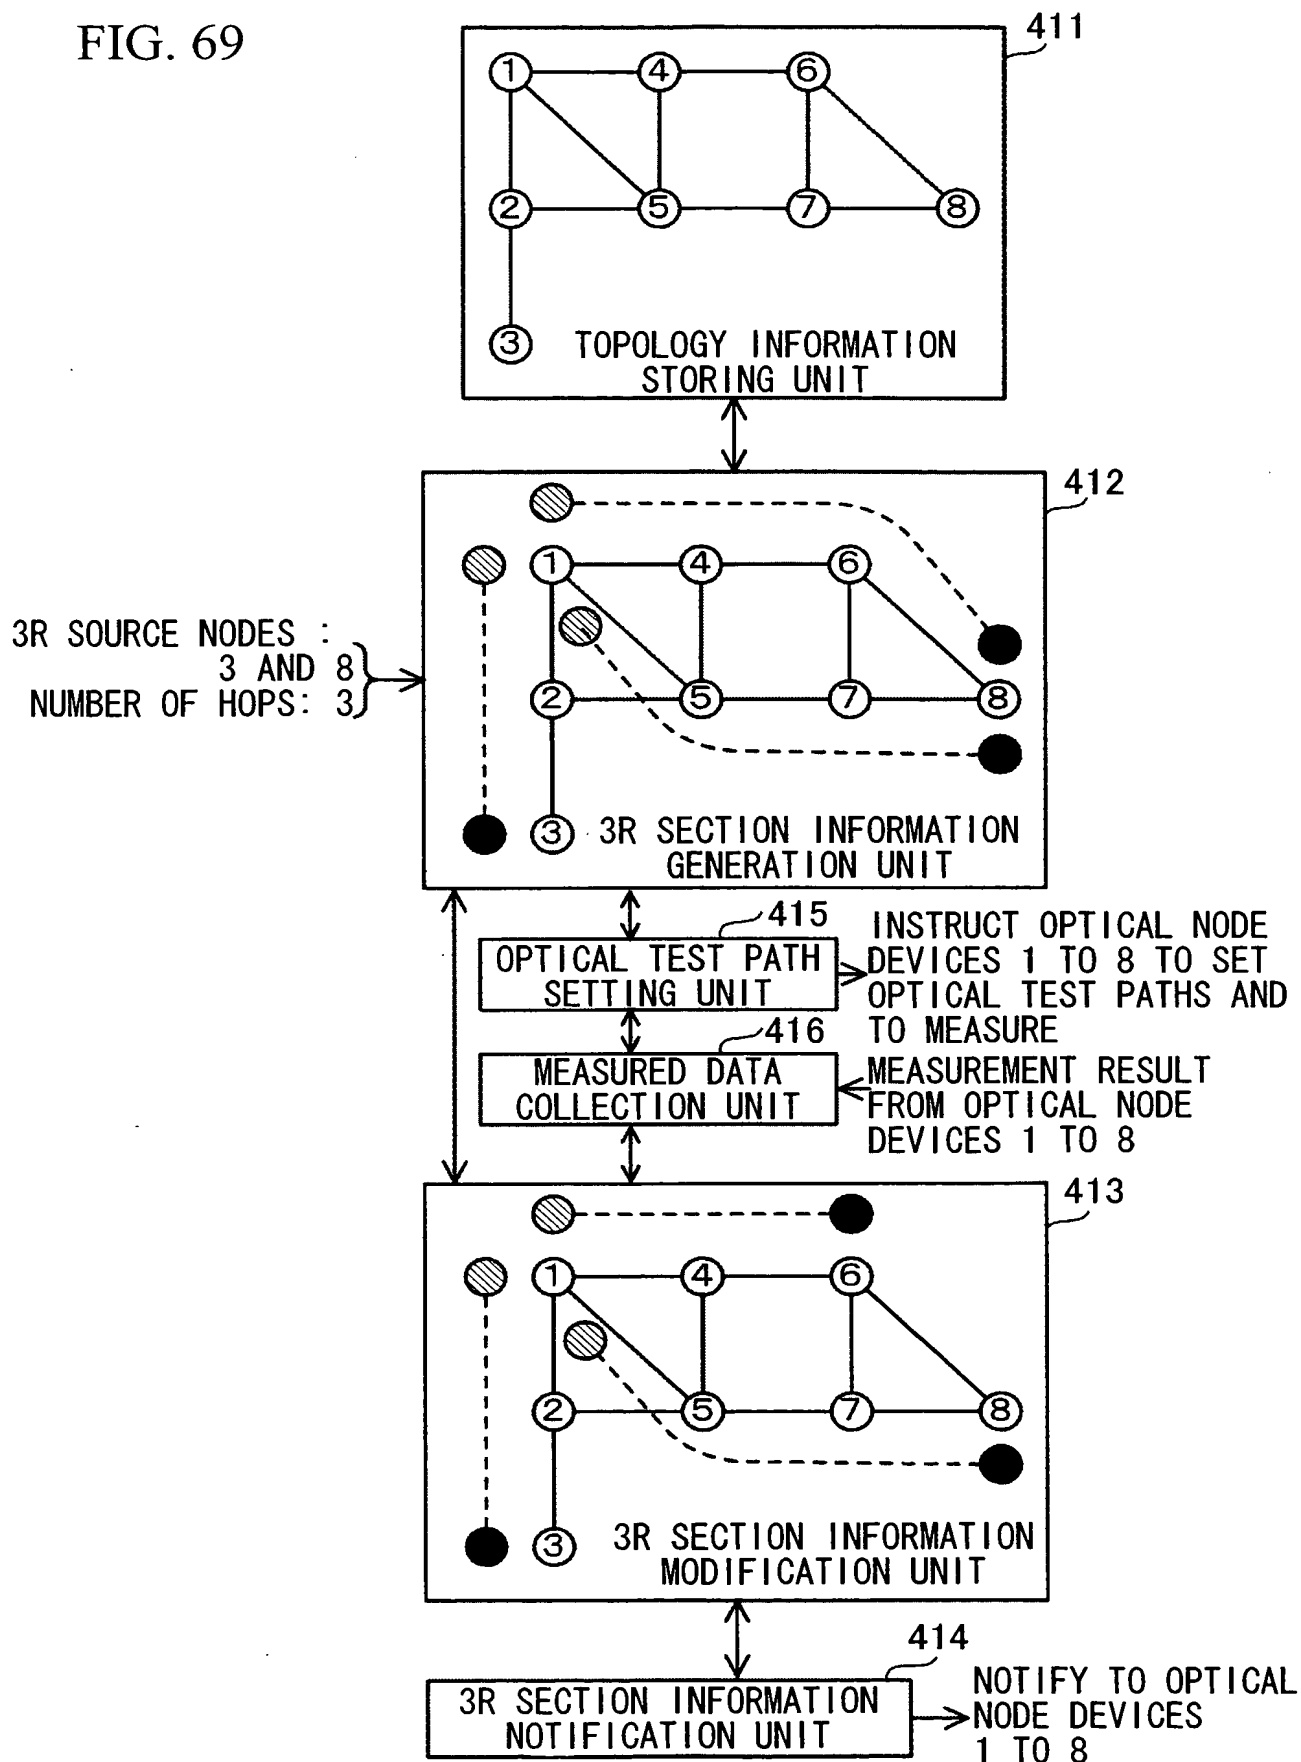 FIG. 69
411
1 4 6
2 5 7 8
3
TOPOLOGY INFORMATION
STORING UNIT
412
3R SOURCE NODES :
3 AND 8
NUMBER OF HOPS: 3
1 4 6
2 5 7 8
3
3R SECTION INFORMATION
GENERATION UNIT
415
OPTICAL TEST PATH
SETTING UNIT
INSTRUCT OPTICAL NODE
DEVICES 1 TO 8 TO SET
OPTICAL TEST PATHS AND
TO MEASURE
416
MEASURED DATA
COLLECTION UNIT
MEASUREMENT RESULT
FROM OPTICAL NODE
DEVICES 1 TO 8
413
1 4 6
2 5 7 8
3
3R SECTION INFORMATION
MODIFICATION UNIT
414
3R SECTION INFORMATION
NOTIFICATION UNIT
NOTIFY TO OPTICAL
NODE DEVICES
1 TO 8